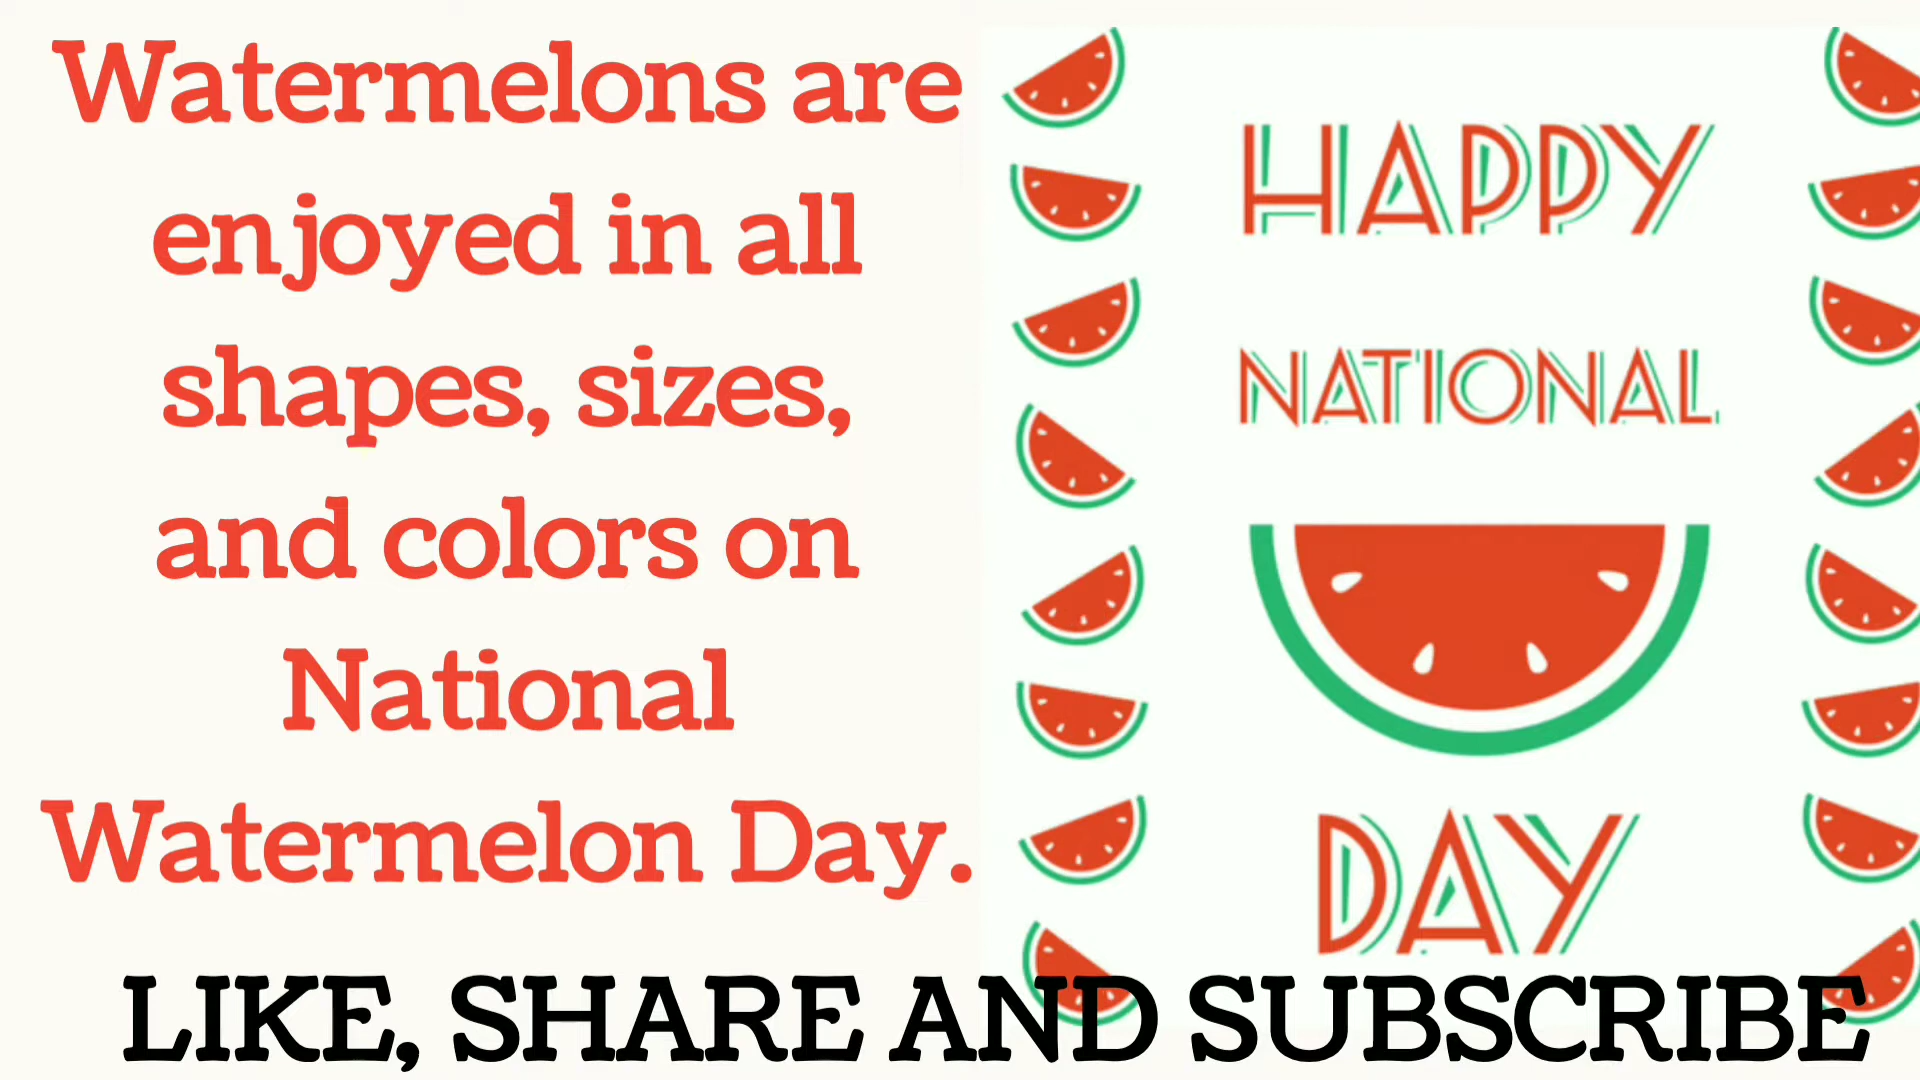 Watermelons are
enjoyed in all
shapes, sizes,
and colors on
National
Watermelon Day.
HAPPY
NATIONAL
DAY
LIKE, SHARE AND SUBSCRIBE